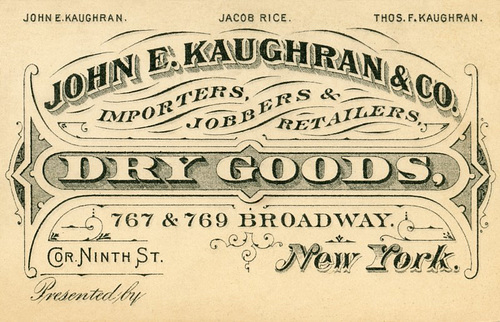 JOHN E. KAUGHRAN. JACOB RICE. THOS. F. KAUGHRAN.
JOHN E. KAUGHRAN & CO.
IMPORTERS,
JOBBERS &
RETAILERS,
DRY GOODS,
767 & 769 BROADWAY.
COR. NINTH ST.
New York.
Presented by